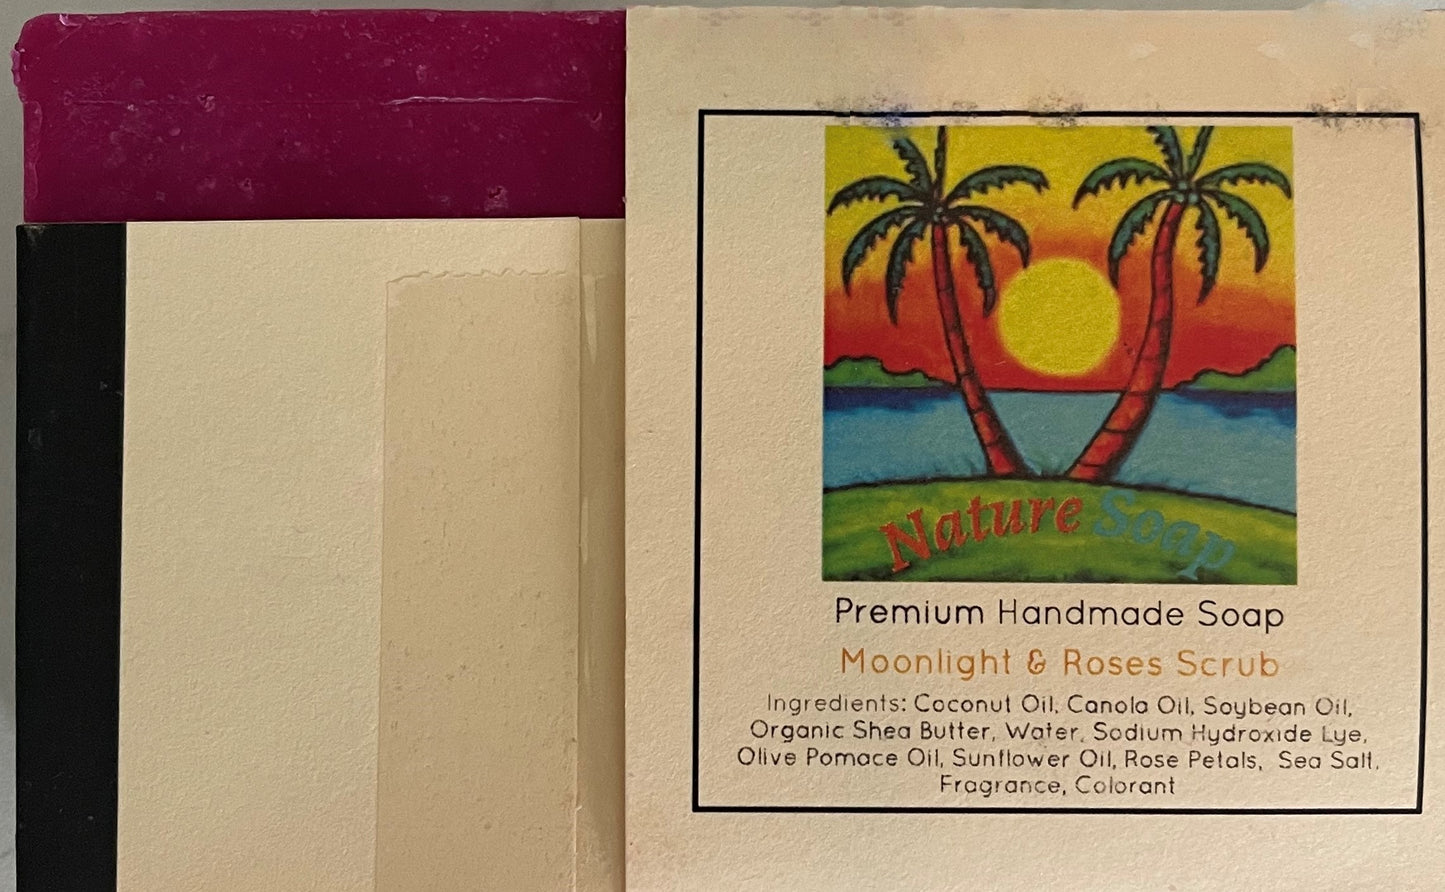 Nature Soap
Premium Handmade Soap
Moonlight & Roses Scrub
Ingredients: Coconut Oil, Canola Oil, Soybean Oil,
Organic Shea Butter, Water, Sodium Hydroxide Lye,
Olive Pomace Oil, Sunflower Oil, Rose Petals, Sea Salt,
Fragrance, Colorant